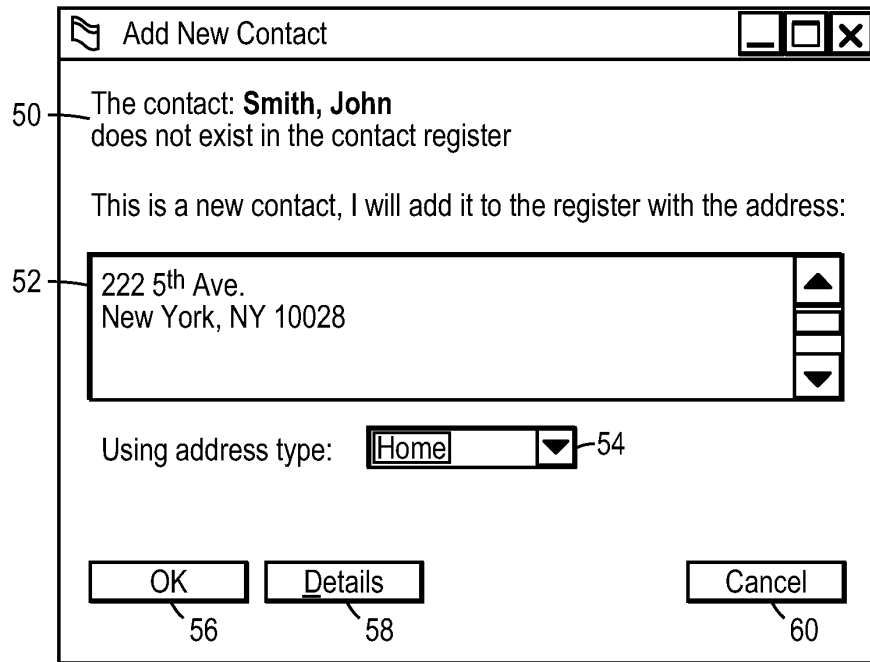 Add New Contact
50
The contact: Smith, John
does not exist in the contact register
This is a new contact, I will add it to the register with the address:
52
222 5th Ave.
New York, NY 10028
Using address type: Home 54
OK Details Cancel
56 58 60